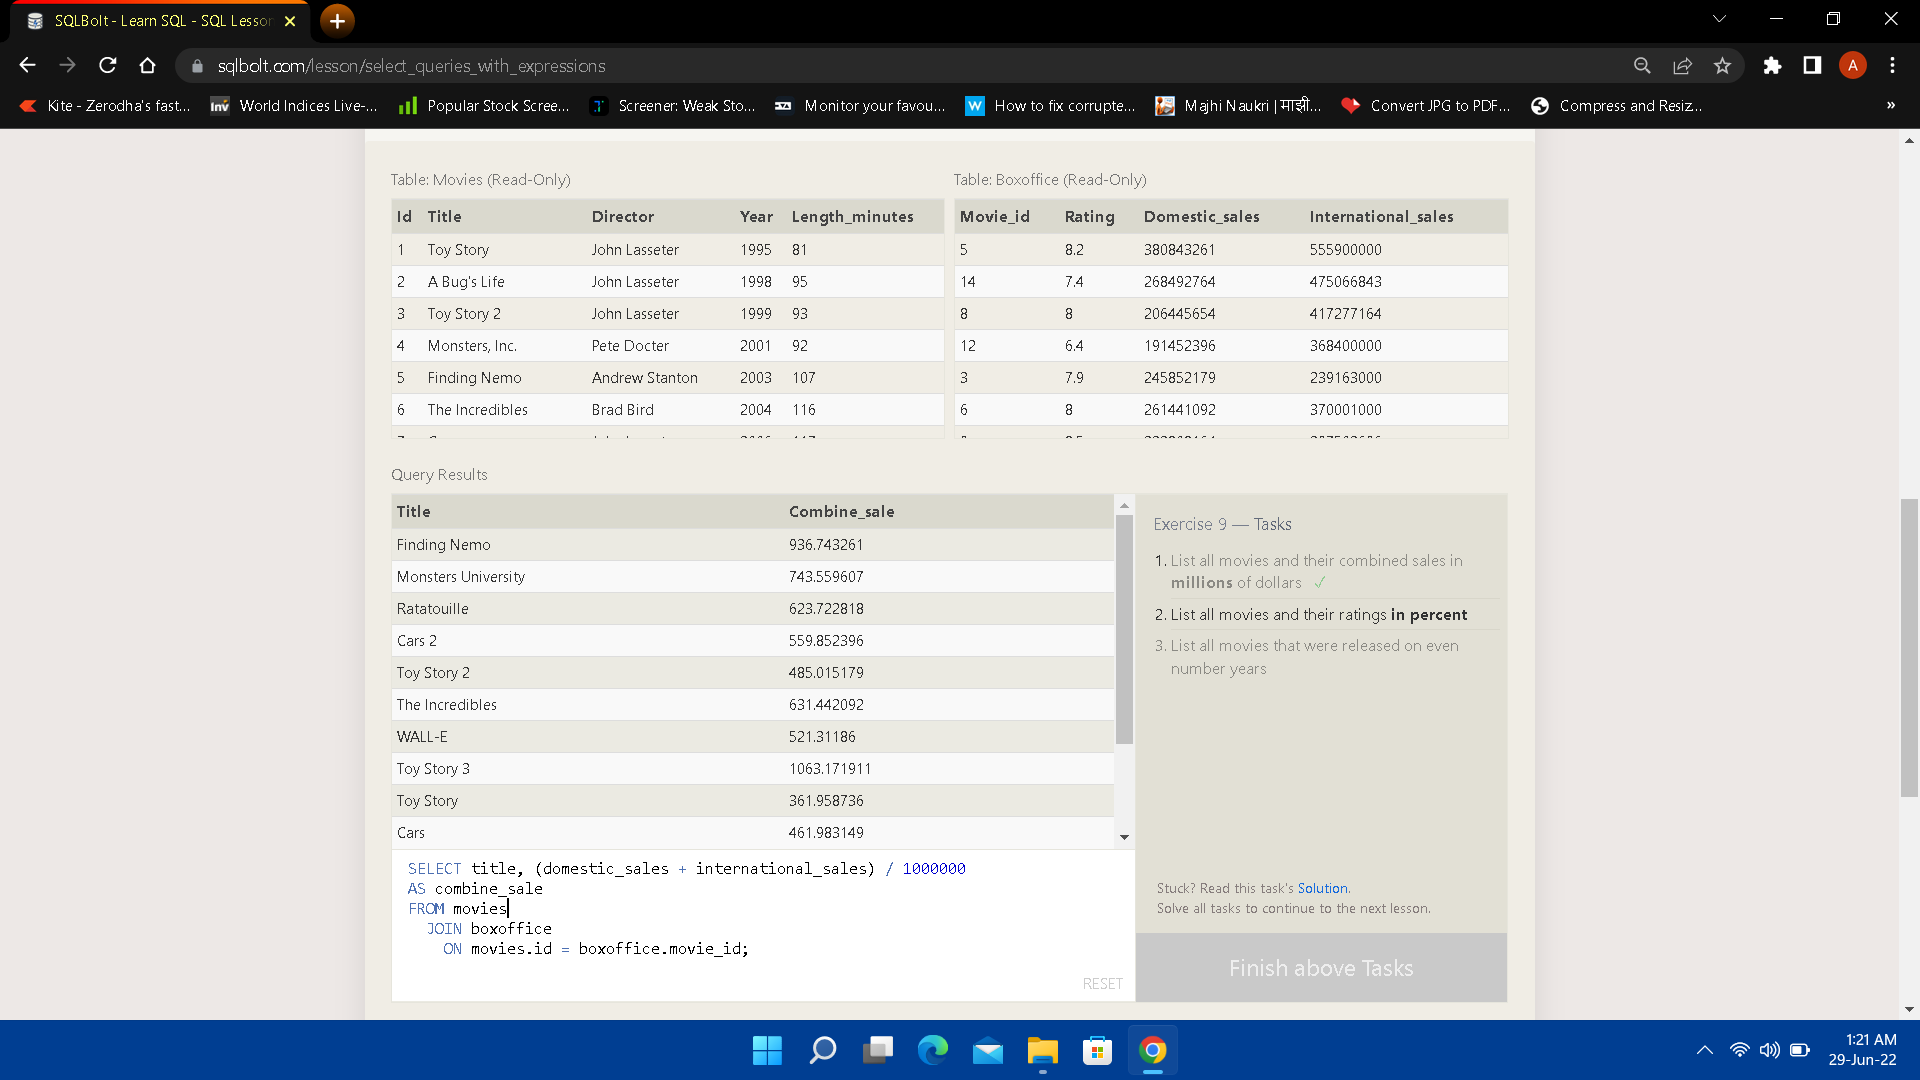 SQLBolt - Learn SQL - SQL Lesson
sqlbolt.com/lesson/select_queries_with_expressions
A
Kite - Zerodha's fast...
World Indices Live-...
Popular Stock Scree...
Screener: Weak Sto...
Monitor your favou...
How to fix corrupte...
Majhi Naukri | माझी...
Convert JPG to PDF...
Compress and Resiz...
»
Table: Movies (Read-Only)
Id Title Director Year Length_minutes
1 Toy Story John Lasseter 1995 81
2 A Bug's Life John Lasseter 1998 95
3 Toy Story 2 John Lasseter 1999 93
4 Monsters, Inc. Pete Docter 2001 92
5 Finding Nemo Andrew Stanton 2003 107
6 The Incredibles Brad Bird 2004 116
Table: Boxoffice (Read-Only)
Movie_id Rating Domestic_sales International_sales
5 8.2 380843261 555900000
14 7.4 268492764 475066843
8 8 206445654 417277164
12 6.4 191452396 368400000
3 7.9 245852179 239163000
6 8 261441092 370001000
Query Results
Title Combine_sale
Finding Nemo 936.743261
Monsters University 743.559607
Ratatouille 623.722818
Cars 2 559.852396
Toy Story 2 485.015179
The Incredibles 631.442092
WALL-E 521.31186
Toy Story 3 1063.171911
Toy Story 361.958736
Cars 461.983149
SELECT title, (domestic_sales + international_sales) / 1000000
AS combine_sale
FROM movies
JOIN boxoffice
ON movies.id = boxoffice.movie_id;
RESET
Exercise 9 — Tasks
1. List all movies and their combined sales in
millions of dollars ✓
2. List all movies and their ratings in percent
3. List all movies that were released on even
number years
Stuck? Read this task's Solution.
Solve all tasks to continue to the next lesson.
Finish above Tasks
1:21 AM
29-Jun-22